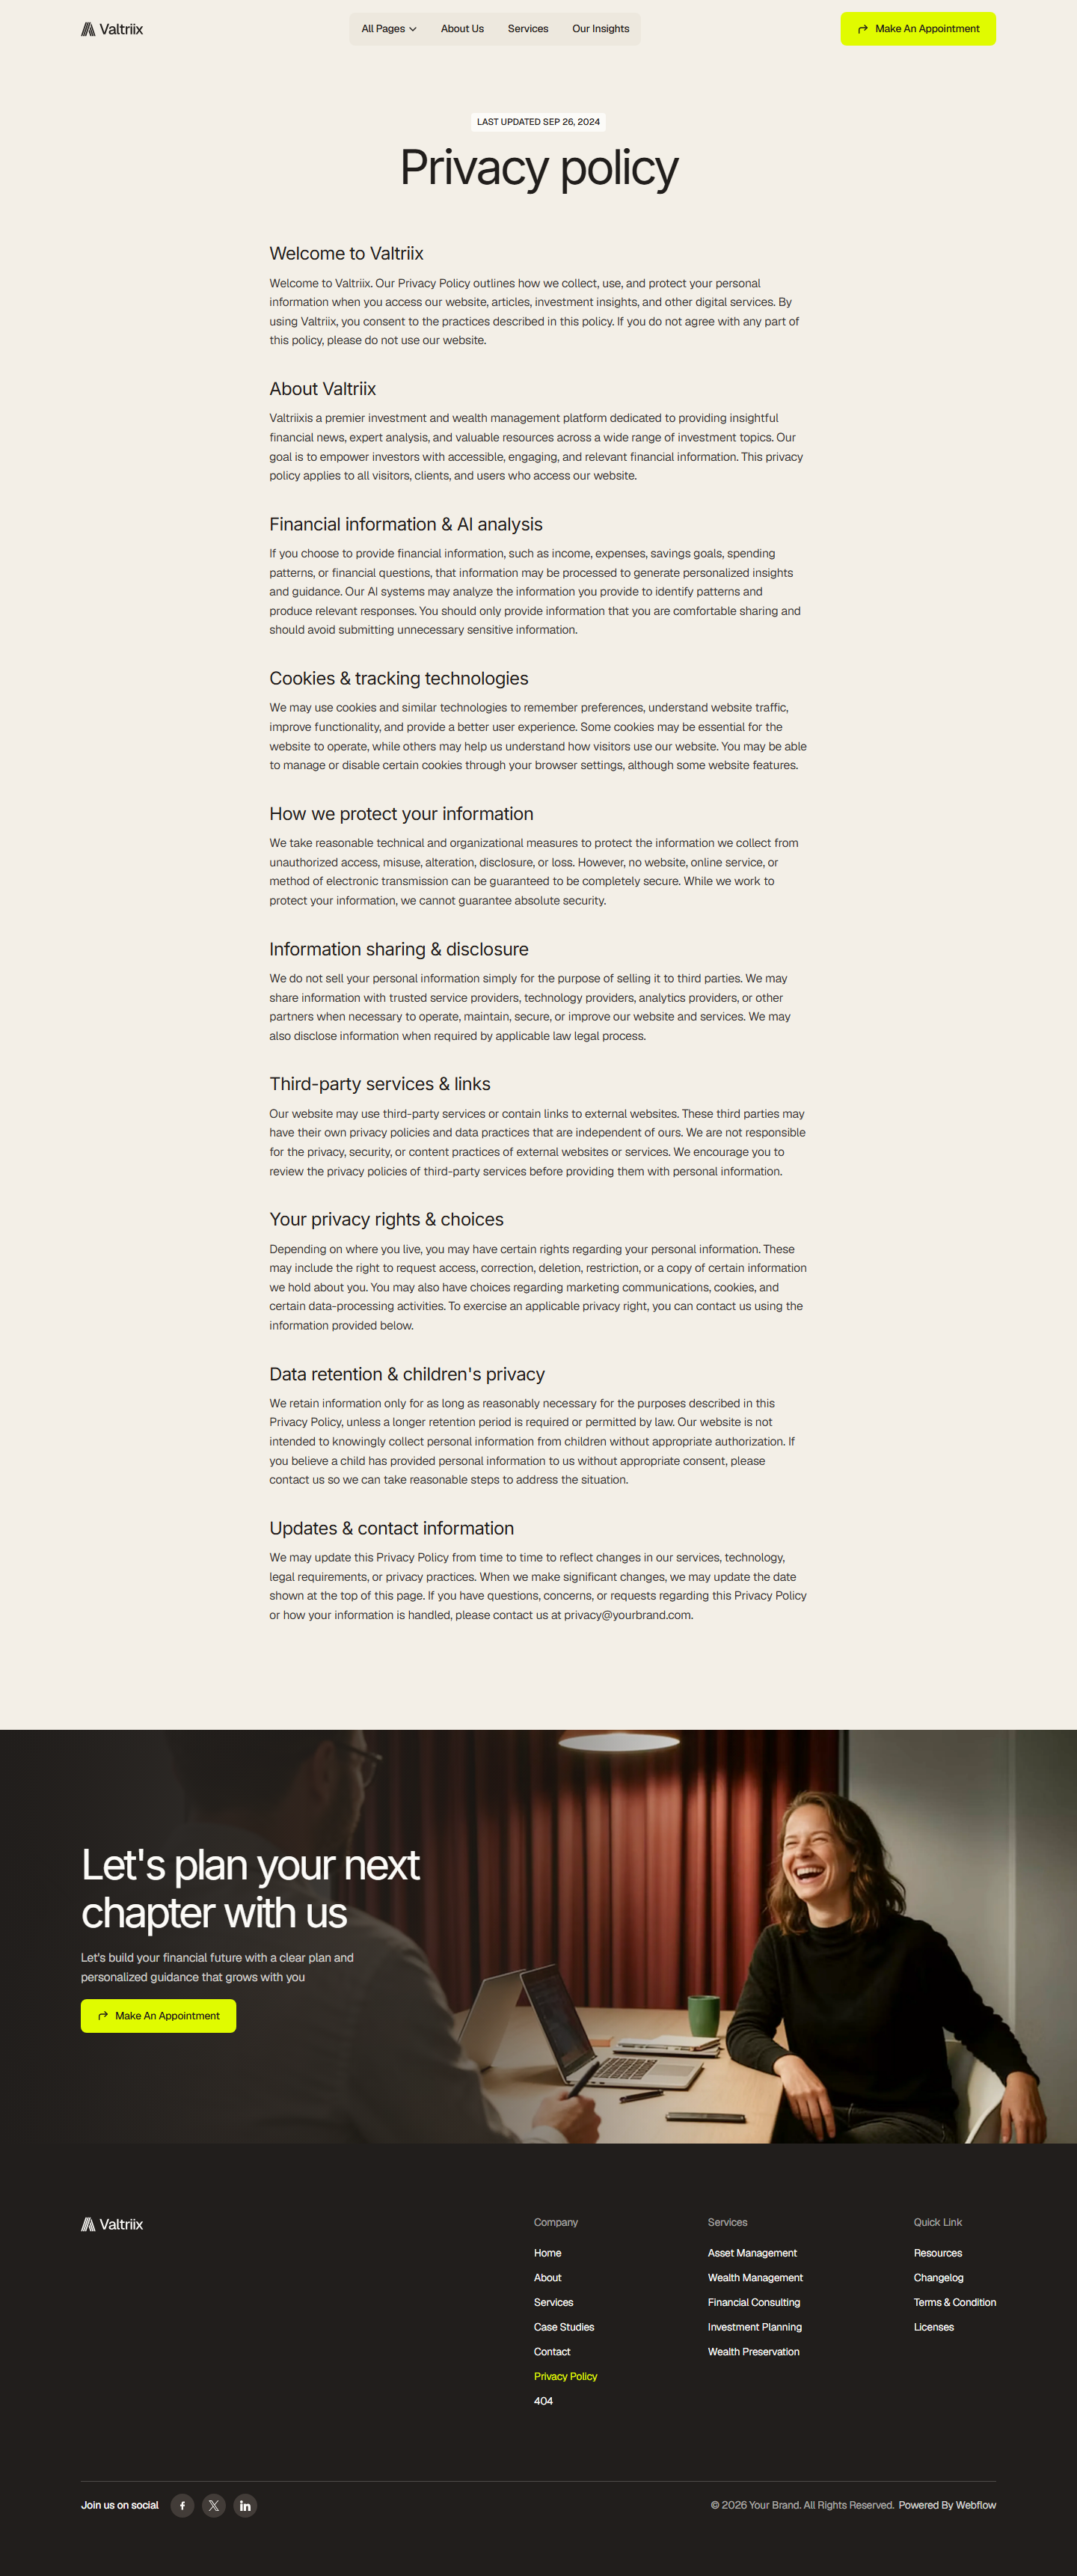 Valtriix
All Pages
About Us
Services
Our Insights
Make An Appointment
LAST UPDATED SEP 26, 2024
Privacy policy
Welcome to Valtriix
Welcome to Valtriix. Our Privacy Policy outlines how we collect, use, and protect your personal
information when you access our website, articles, investment insights, and other digital services. By
using Valtriix, you consent to the practices described in this policy. If you do not agree with any part of
this policy, please do not use our website.
About Valtriix
Valtriixis a premier investment and wealth management platform dedicated to providing insightful
financial news, expert analysis, and valuable resources across a wide range of investment topics. Our
goal is to empower investors with accessible, engaging, and relevant financial information. This privacy
policy applies to all visitors, clients, and users who access our website.
Financial information & AI analysis
If you choose to provide financial information, such as income, expenses, savings goals, spending
patterns, or financial questions, that information may be processed to generate personalized insights
and guidance. Our AI systems may analyze the information you provide to identify patterns and
produce relevant responses. You should only provide information that you are comfortable sharing and
should avoid submitting unnecessary sensitive information.
Cookies & tracking technologies
We may use cookies and similar technologies to remember preferences, understand website traffic,
improve functionality, and provide a better user experience. Some cookies may be essential for the
website to operate, while others may help us understand how visitors use our website. You may be able
to manage or disable certain cookies through your browser settings, although some website features.
How we protect your information
We take reasonable technical and organizational measures to protect the information we collect from
unauthorized access, misuse, alteration, disclosure, or loss. However, no website, online service, or
method of electronic transmission can be guaranteed to be completely secure. While we work to
protect your information, we cannot guarantee absolute security.
Information sharing & disclosure
We do not sell your personal information simply for the purpose of selling it to third parties. We may
share information with trusted service providers, technology providers, analytics providers, or other
partners when necessary to operate, maintain, secure, or improve our website and services. We may
also disclose information when required by applicable law legal process.
Third-party services & links
Our website may use third-party services or contain links to external websites. These third parties may
have their own privacy policies and data practices that are independent of ours. We are not responsible
for the privacy, security, or content practices of external websites or services. We encourage you to
review the privacy policies of third-party services before providing them with personal information.
Your privacy rights & choices
Depending on where you live, you may have certain rights regarding your personal information. These
may include the right to request access, correction, deletion, restriction, or a copy of certain information
we hold about you. You may also have choices regarding marketing communications, cookies, and
certain data-processing activities. To exercise an applicable privacy right, you can contact us using the
information provided below.
Data retention & children's privacy
We retain information only for as long as reasonably necessary for the purposes described in this
Privacy Policy, unless a longer retention period is required or permitted by law. Our website is not
intended to knowingly collect personal information from children without appropriate authorization. If
you believe a child has provided personal information to us without appropriate consent, please
contact us so we can take reasonable steps to address the situation.
Updates & contact information
We may update this Privacy Policy from time to time to reflect changes in our services, technology,
legal requirements, or privacy practices. When we make significant changes, we may update the date
shown at the top of this page. If you have questions, concerns, or requests regarding this Privacy Policy
or how your information is handled, please contact us at privacy@yourbrand.com.
Let's plan your next
chapter with us
Let's build your financial future with a clear plan and
personalized guidance that grows with you
Make An Appointment
Valtriix
Company
Home
About
Services
Case Studies
Contact
Privacy Policy
404
Services
Asset Management
Wealth Management
Financial Consulting
Investment Planning
Wealth Preservation
Quick Link
Resources
Changelog
Terms & Condition
Licenses
Join us on social
© 2026 Your Brand. All Rights Reserved. Powered By Webflow